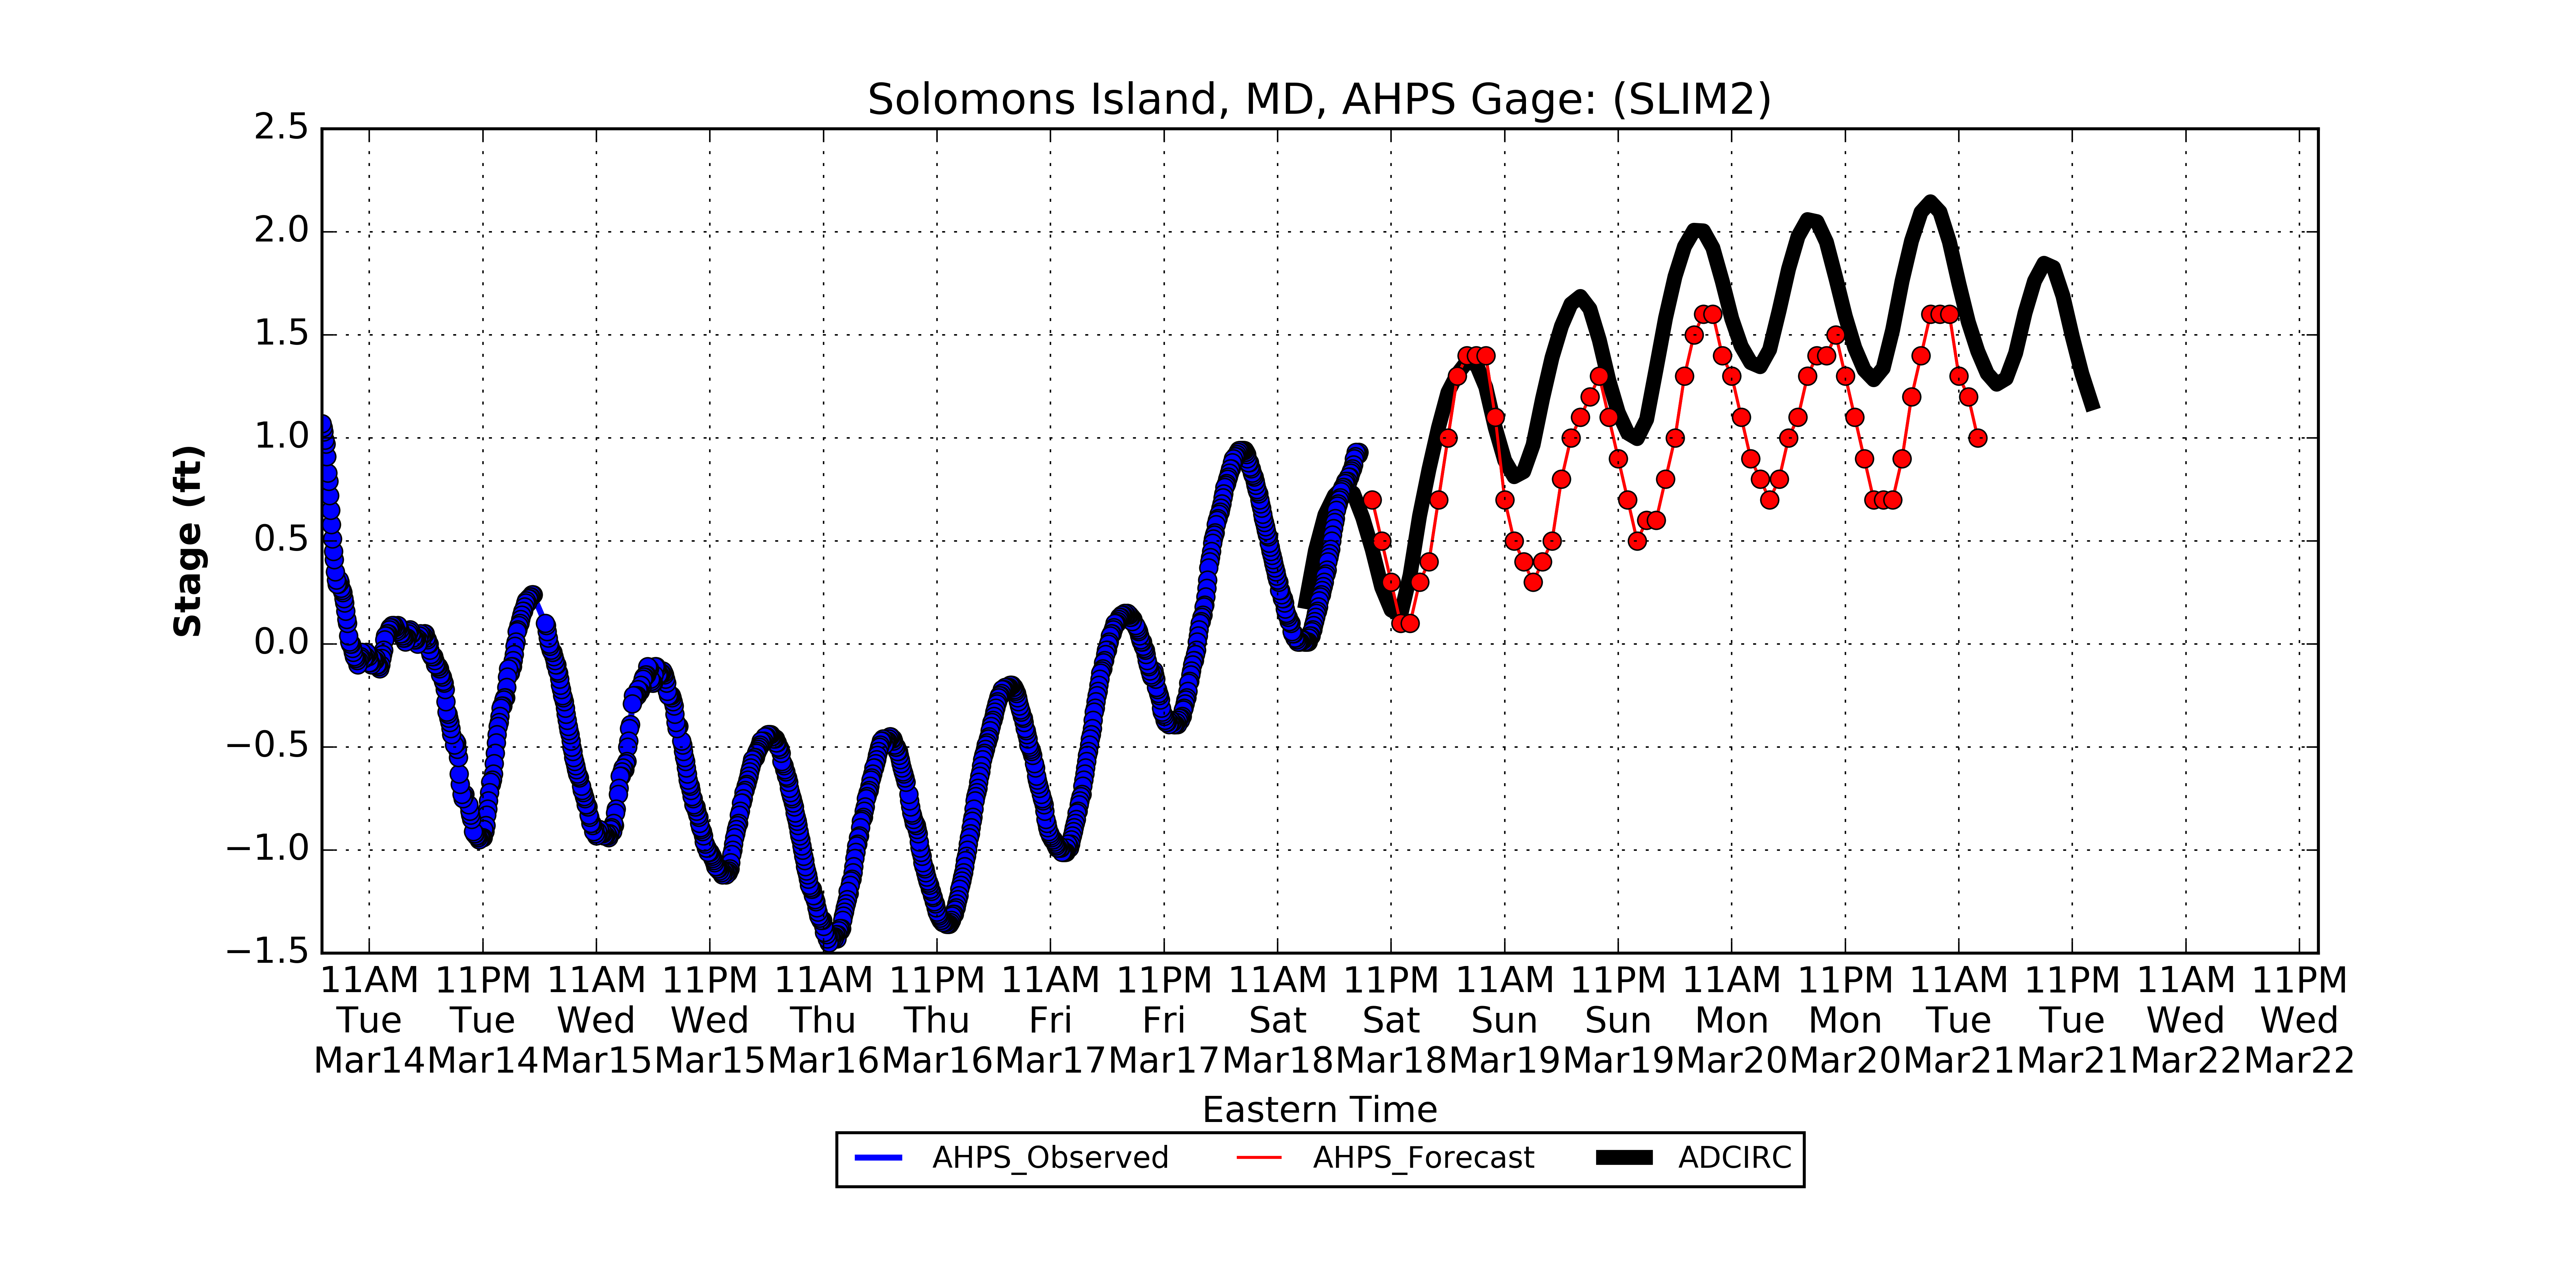 Solomons Island, MD, AHPS Gage: (SLIM2)
2.5
2.0
1.5
1.0
0.5
0.0
−0.5
−1.0
−1.5
Stage (ft)
11AM 11PM 11AM 11PM 11AM 11PM 11AM 11PM 11AM 11PM 11AM 11PM 11AM 11PM 11AM 11PM 11AM 11PM
Tue Tue Wed Wed Thu Thu Fri Fri Sat Sat Sun Sun Mon Mon Tue Tue Wed Wed
Mar14 Mar14 Mar15 Mar15 Mar16 Mar16 Mar17 Mar17 Mar18 Mar18 Mar19 Mar19 Mar20 Mar20 Mar21 Mar21 Mar22 Mar22
Eastern Time
AHPS_Observed AHPS_Forecast ADCIRC